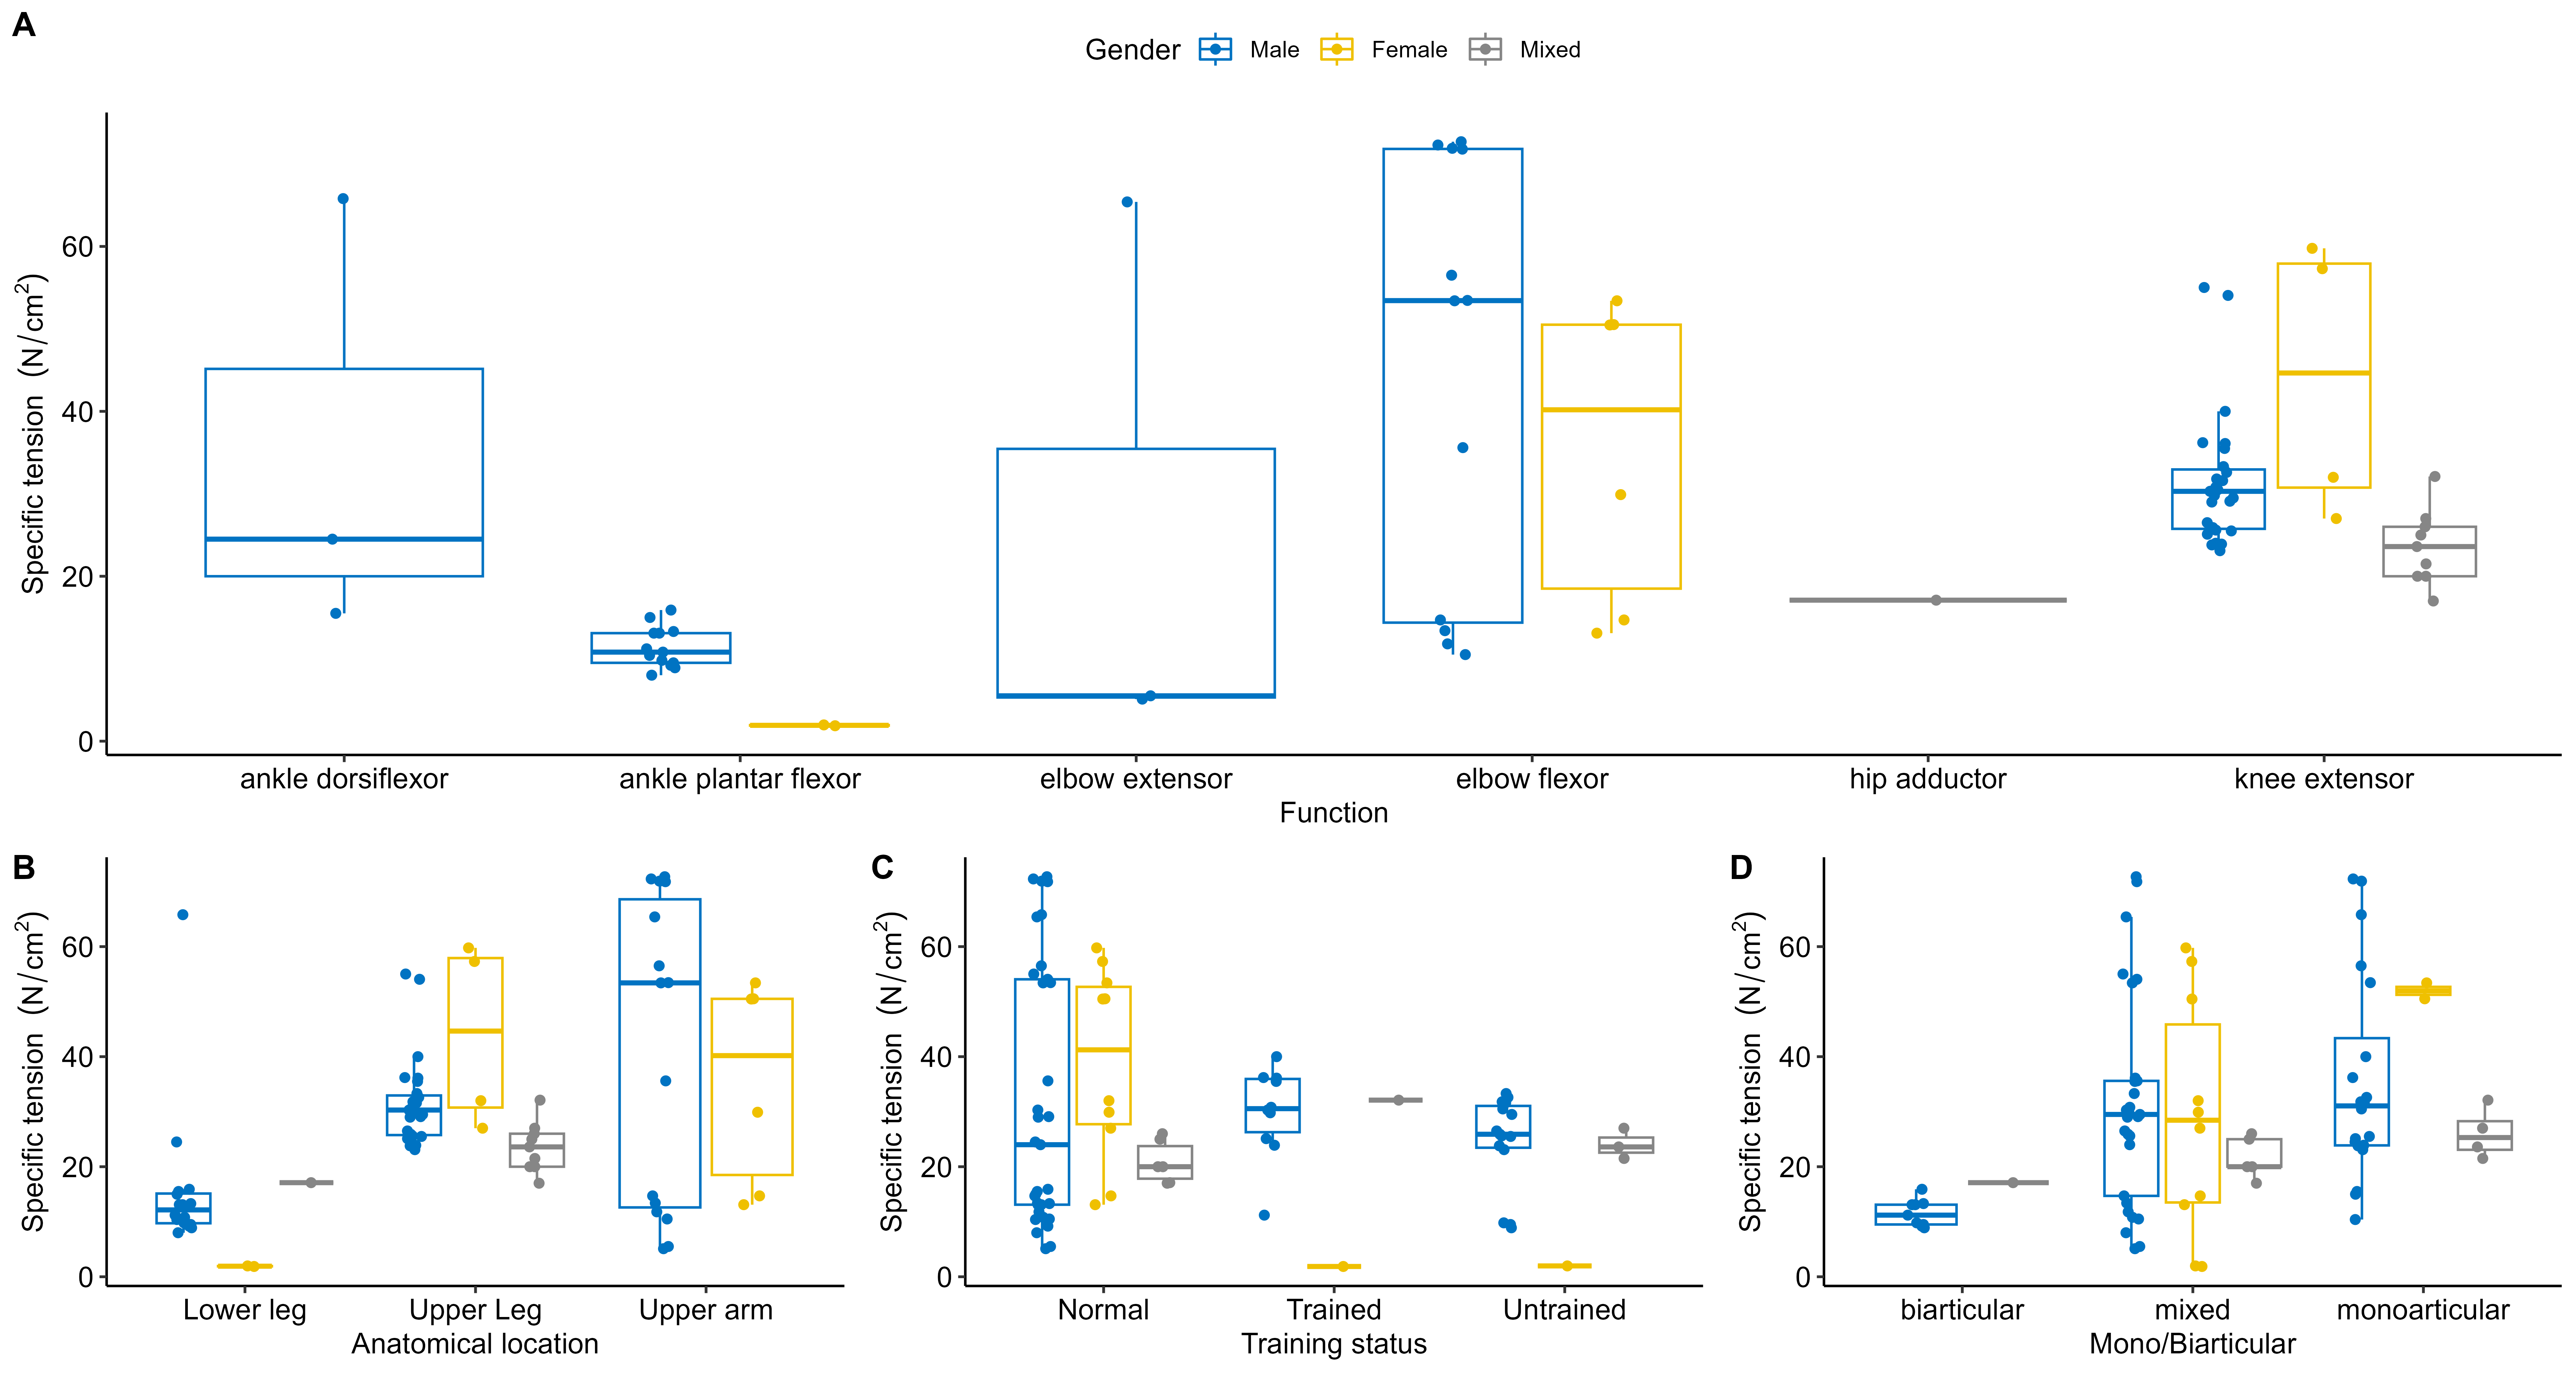 A
Gender Male Female Mixed
Specific tension (N/cm²)
60
40
20
0
ankle dorsiflexor ankle plantar flexor elbow extensor elbow flexor hip adductor knee extensor
Function
B
Specific tension (N/cm²)
60
40
20
0
Lower leg Upper Leg Upper arm
Anatomical location
C
Specific tension (N/cm²)
60
40
20
0
Normal Trained Untrained
Training status
D
Specific tension (N/cm²)
60
40
20
0
biarticular mixed monoarticular
Mono/Biarticular